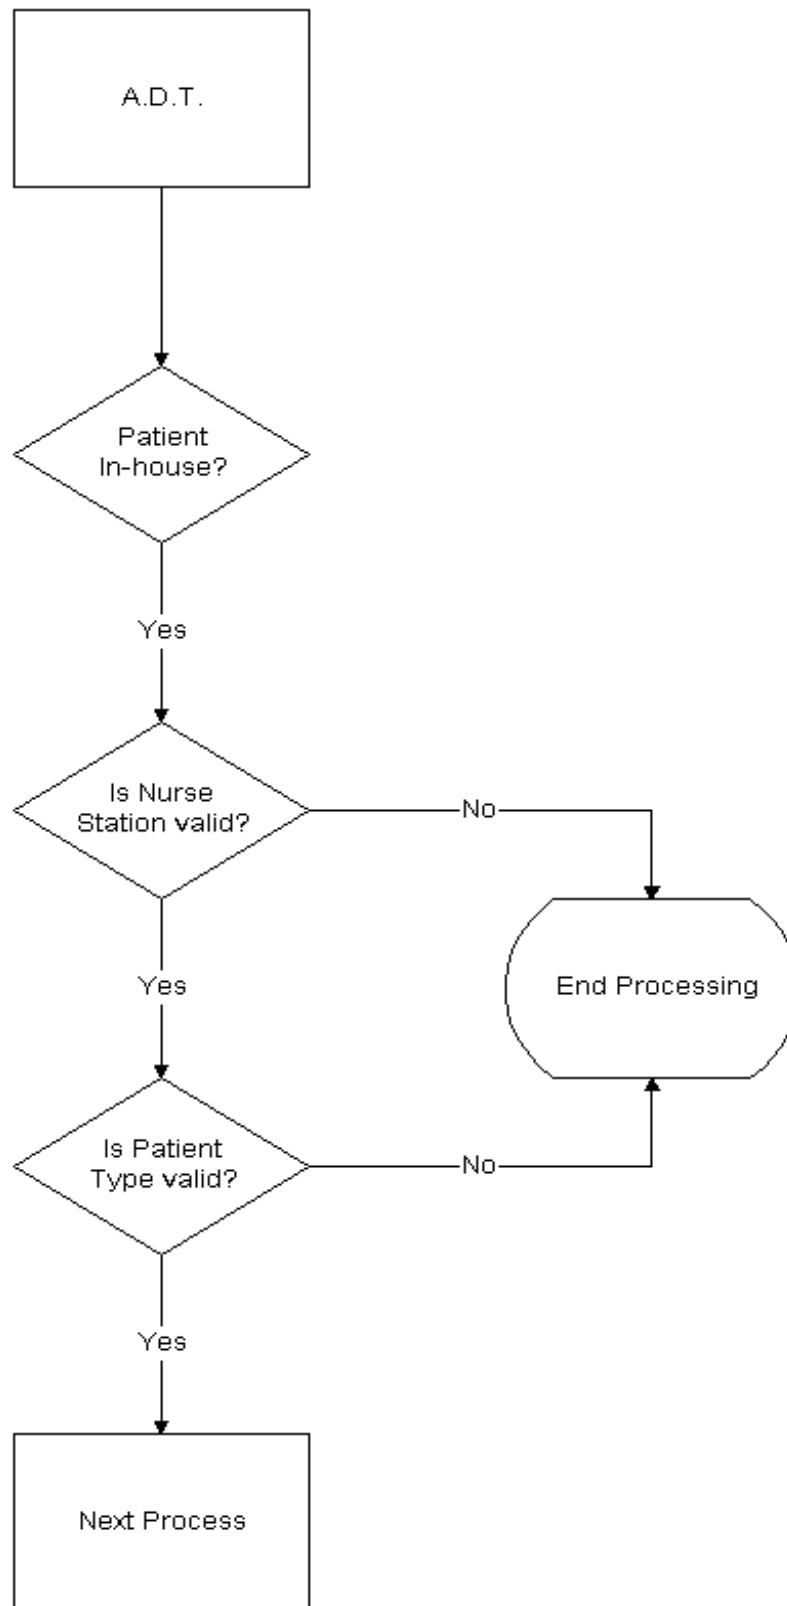 A.D.T.
Patient
In-house?
Yes
Is Nurse
Station valid?
No
Yes
End Processing
Is Patient
Type valid?
No
Yes
Next Process